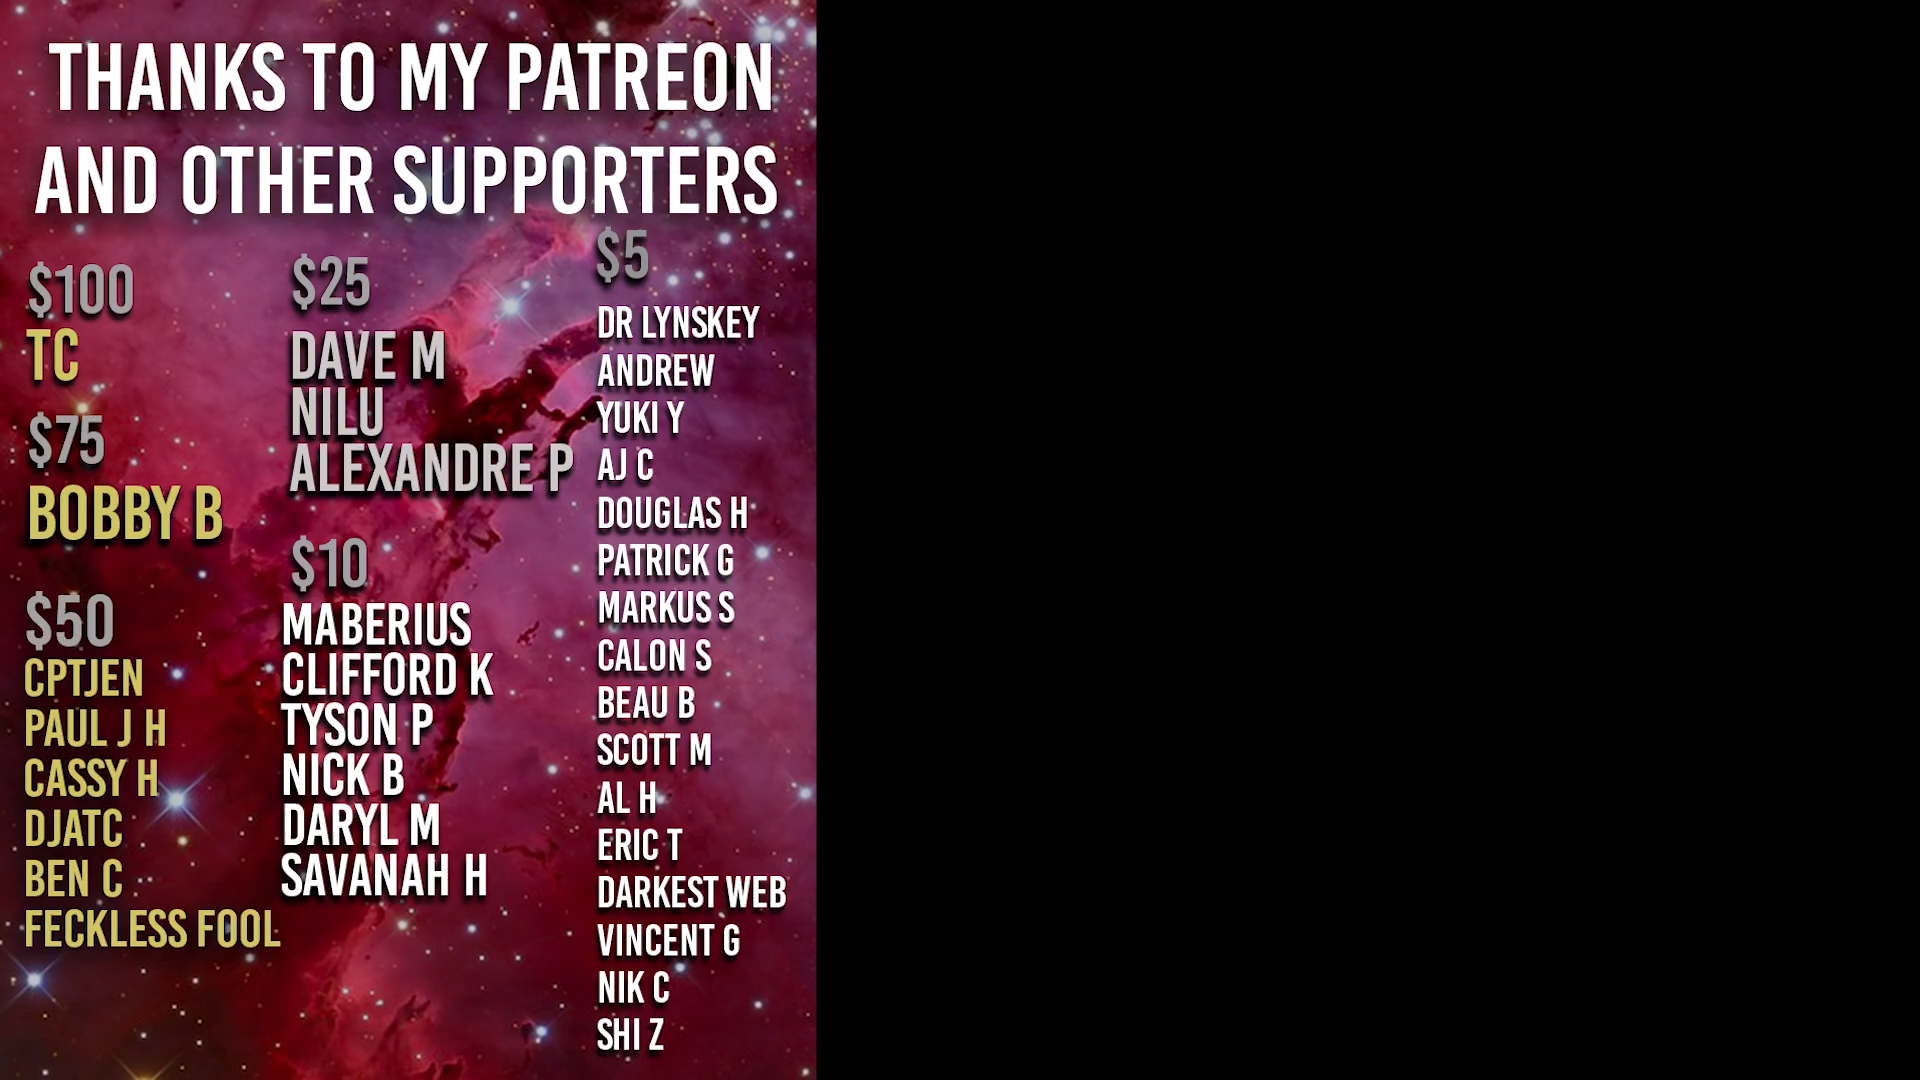 THANKS TO MY PATREON
AND OTHER SUPPORTERS
$100
TC
$75
BOBBY B
$50
CPTJEN
PAUL J H
CASSY H
DJATC
BEN C
FECKLESS FOOL
$25
DAVE M
NILU
ALEXANDRE P
$10
MABERIUS
CLIFFORD K
TYSON P
NICK B
DARYL M
SAVANAH H
$5
DR LYNSKEY
ANDREW
YUKI Y
AJ C
DOUGLAS H
PATRICK G
MARKUS S
CALON S
BEAU B
SCOTT M
AL H
ERIC T
DARKEST WEB
VINCENT G
NIK C
SHI Z